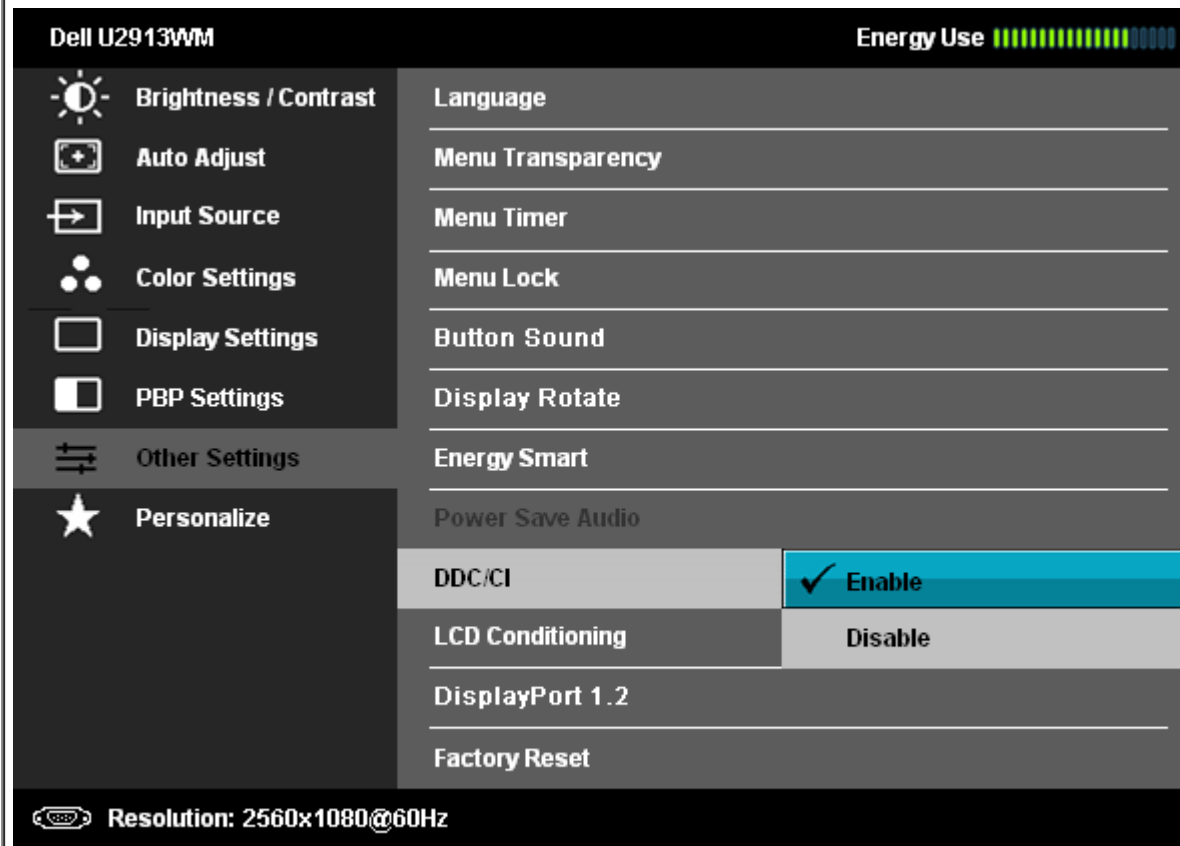 Dell U2913WM Energy Use
Brightness / Contrast Language
Auto Adjust Menu Transparency
Input Source Menu Timer
Color Settings Menu Lock
Display Settings Button Sound
PBP Settings Display Rotate
Other Settings Energy Smart
Personalize Power Save Audio
DDC/CI Enable
LCD Conditioning Disable
DisplayPort 1.2
Factory Reset
Resolution: 2560x1080@60Hz